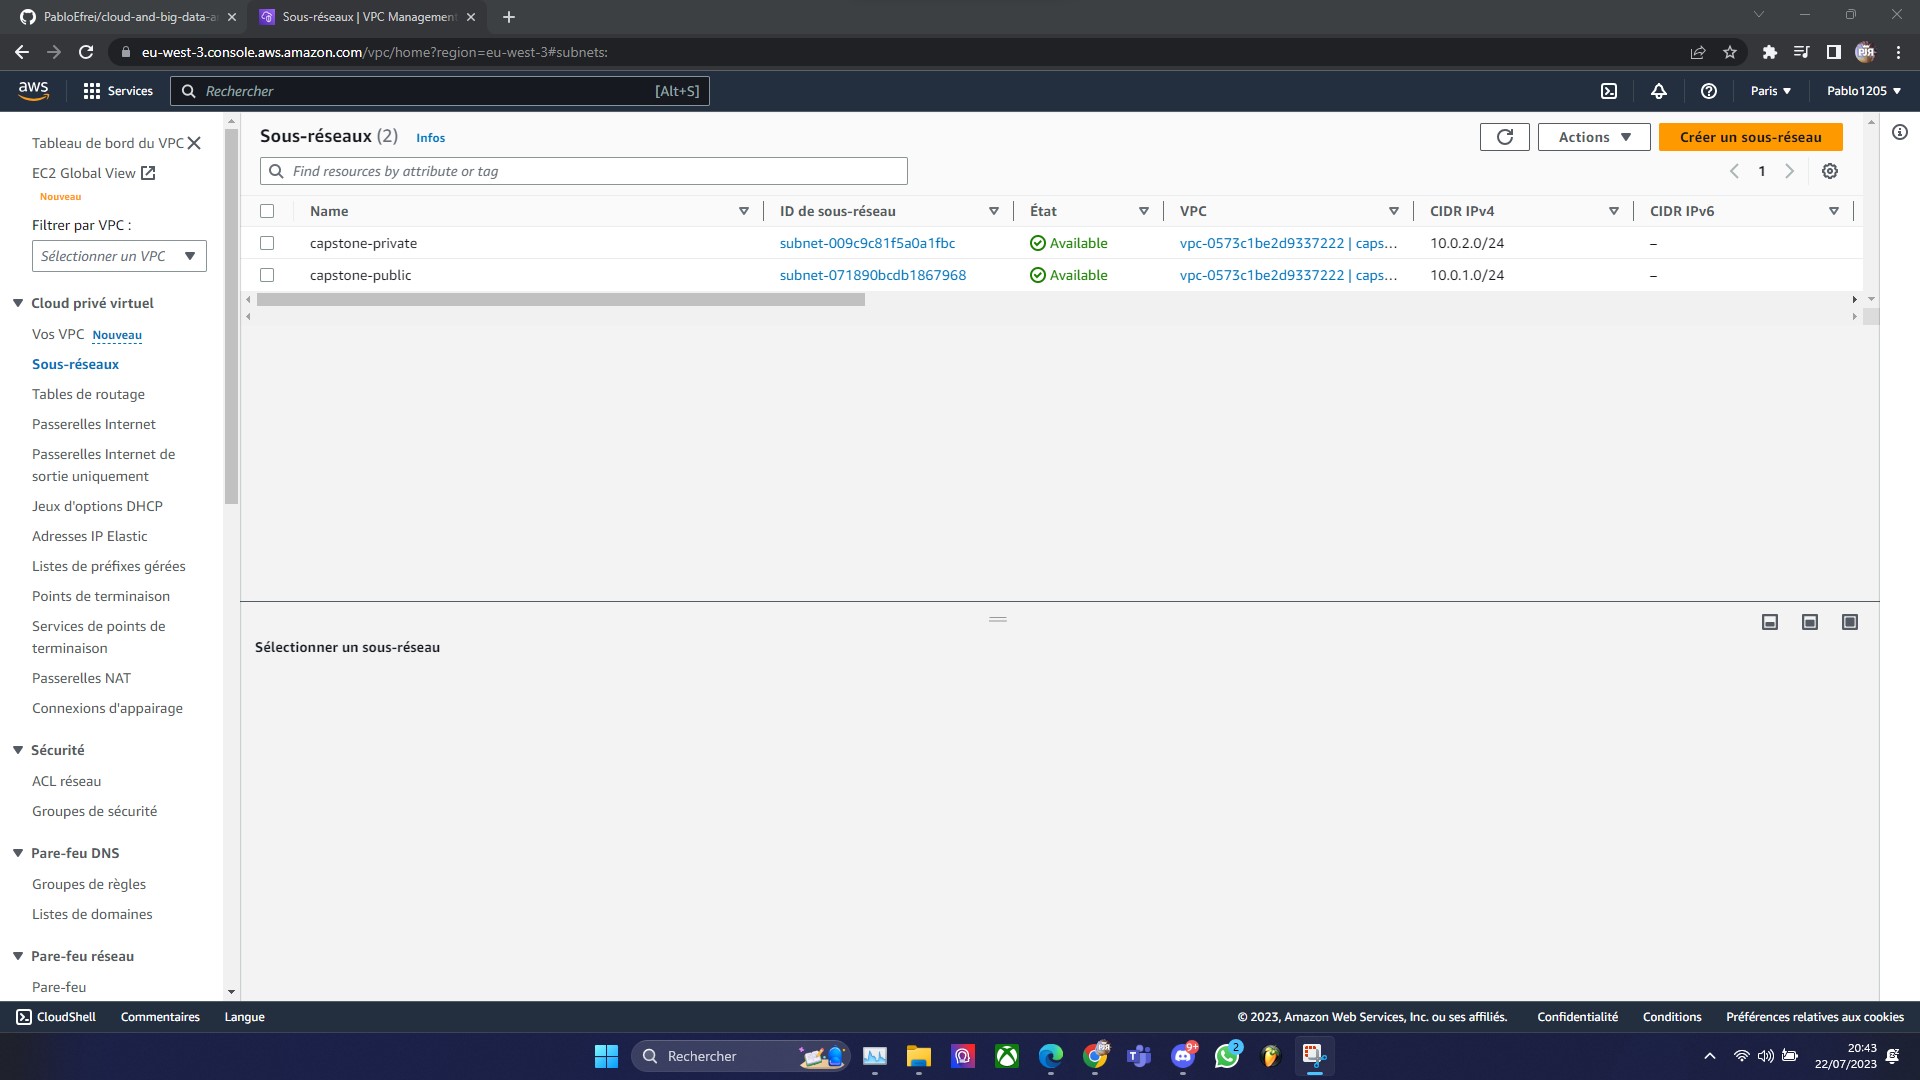 PabloEfrei/cloud-and-big-data-a
Sous-réseaux | VPC Management
eu-west-3.console.aws.amazon.com/vpc/home?region=eu-west-3#subnets:
aws
Services
Rechercher
[Alt+S]
Paris
Pablo1205
Tableau de bord du VPC
EC2 Global View
Nouveau
Filtrer par VPC :
Sélectionner un VPC
Cloud privé virtuel
Vos VPC Nouveau
Sous-réseaux
Tables de routage
Passerelles Internet
Passerelles Internet de
sortie uniquement
Jeux d'options DHCP
Adresses IP Elastic
Listes de préfixes gérées
Points de terminaison
Services de points de
terminaison
Passerelles NAT
Connexions d'appairage
Sécurité
ACL réseau
Groupes de sécurité
Pare-feu DNS
Groupes de règles
Listes de domaines
Pare-feu réseau
Pare-feu
Sous-réseaux (2) Infos
Actions
Créer un sous-réseau
Find resources by attribute or tag
1
Name ID de sous-réseau État VPC CIDR IPv4 CIDR IPv6
capstone-private subnet-009c9c81f5a0a1fbc Available vpc-0573c1be2d9337222 | caps... 10.0.2.0/24 –
capstone-public subnet-071890bcdb1867968 Available vpc-0573c1be2d9337222 | caps... 10.0.1.0/24 –
Sélectionner un sous-réseau
CloudShell Commentaires Langue © 2023, Amazon Web Services, Inc. ou ses affiliés. Confidentialité Conditions Préférences relatives aux cookies
Rechercher
9+
2
20:43
22/07/2023